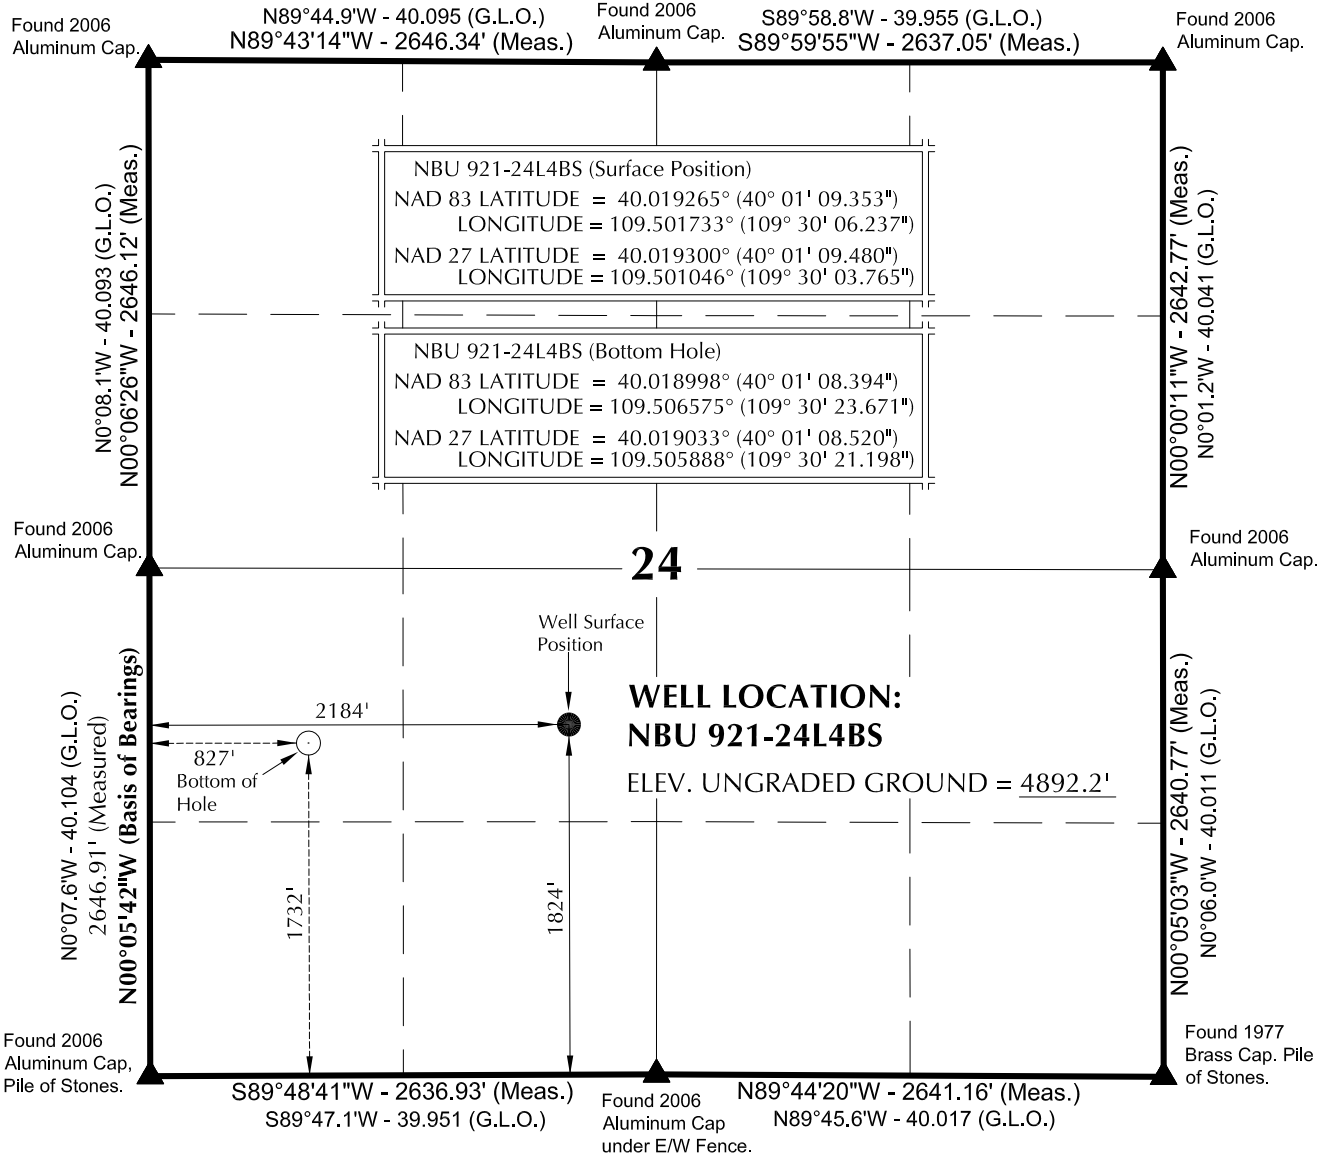 Found 2006
Aluminum Cap.
N89°44.9'W - 40.095 (G.L.O.)
N89°43'14"W - 2646.34' (Meas.)
Found 2006
Aluminum Cap.
S89°58.8'W - 39.955 (G.L.O.)
S89°59'55"W - 2637.05' (Meas.)
Found 2006
Aluminum Cap.
N0°08.1'W - 40.093 (G.L.O.)
N00°06'26"W - 2646.12' (Meas.)
NBU 921-24L4BS (Surface Position)
NAD 83 LATITUDE = 40.019265° (40° 01' 09.353")
LONGITUDE = 109.501733° (109° 30' 06.237")
NAD 27 LATITUDE = 40.019300° (40° 01' 09.480")
LONGITUDE = 109.501046° (109° 30' 03.765")
NBU 921-24L4BS (Bottom Hole)
NAD 83 LATITUDE = 40.018998° (40° 01' 08.394")
LONGITUDE = 109.506575° (109° 30' 23.671")
NAD 27 LATITUDE = 40.019033° (40° 01' 08.520")
LONGITUDE = 109.505888° (109° 30' 21.198")
N00°00'11"W - 2642.77' (Meas.)
N0°01.2'W - 40.041 (G.L.O.)
Found 2006
Aluminum Cap.
24
Found 2006
Aluminum Cap.
Well Surface
Position
WELL LOCATION:
NBU 921-24L4BS
ELEV. UNGRADED GROUND = 4892.2'
2184'
827'
Bottom of
Hole
1732'
1824'
N0°07.6'W - 40.104 (G.L.O.)
2646.91' (Measured)
N00°05'42"W (Basis of Bearings)
N00°05'03"W - 2640.77' (Meas.)
N0°06.0'W - 40.011 (G.L.O.)
Found 2006
Aluminum Cap,
Pile of Stones.
S89°48'41"W - 2636.93' (Meas.)
S89°47.1'W - 39.951 (G.L.O.)
Found 2006
Aluminum Cap
under E/W Fence.
N89°44'20"W - 2641.16' (Meas.)
N89°45.6'W - 40.017 (G.L.O.)
Found 1977
Brass Cap. Pile
of Stones.